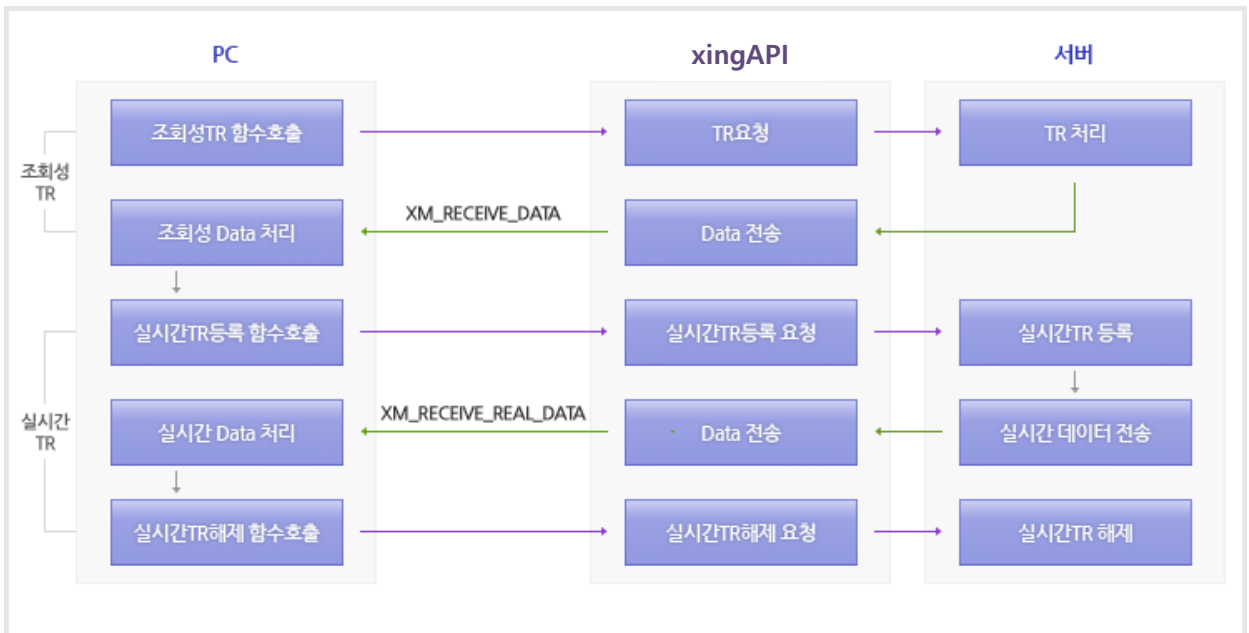 PC
xingAPI
서버
조회성TR 함수호출
TR요청
TR 처리
조회성
TR
XM_RECEIVE_DATA
조회성 Data 처리
Data 전송
실시간TR등록 함수호출
실시간TR등록 요청
실시간TR 등록
실시간
TR
XM_RECEIVE_REAL_DATA
실시간 Data 처리
Data 전송
실시간 데이터 전송
실시간TR해제 함수호출
실시간TR해제 요청
실시간TR 해제